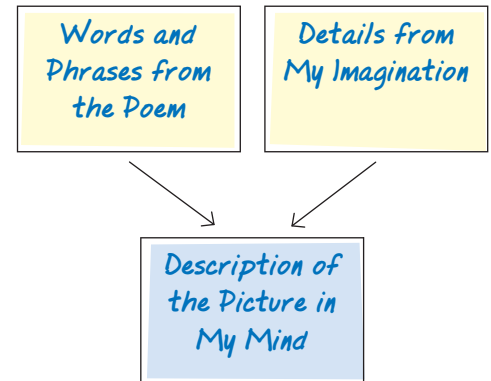 Words and
Phrases from
the Poem
Details from
My Imagination
Description of
the Picture in
My Mind